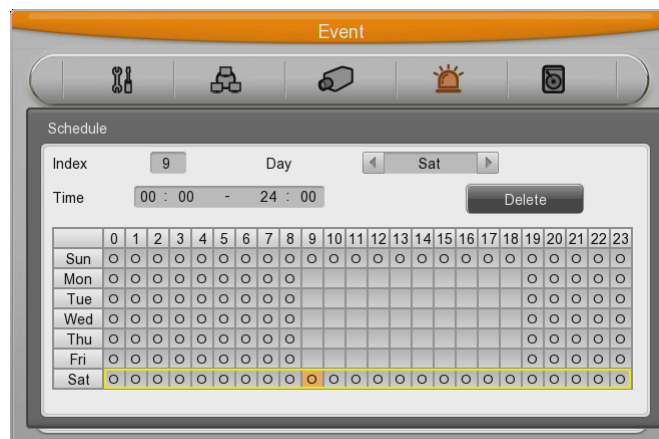 Event
Schedule
Index 9 Day Sat
Time 00 : 00 - 24 : 00 Delete
0 1 2 3 4 5 6 7 8 9 10 11 12 13 14 15 16 17 18 19 20 21 22 23
Sun O O O O O O O O O O O O O O O O O O O O O O O O
Mon O O O O O O O O O O O O O O
Tue O O O O O O O O O O O O O O
Wed O O O O O O O O O O O O O O
Thu O O O O O O O O O O O O O O
Fri O O O O O O O O O O O O O O
Sat O O O O O O O O O O O O O O O O O O O O O O O O